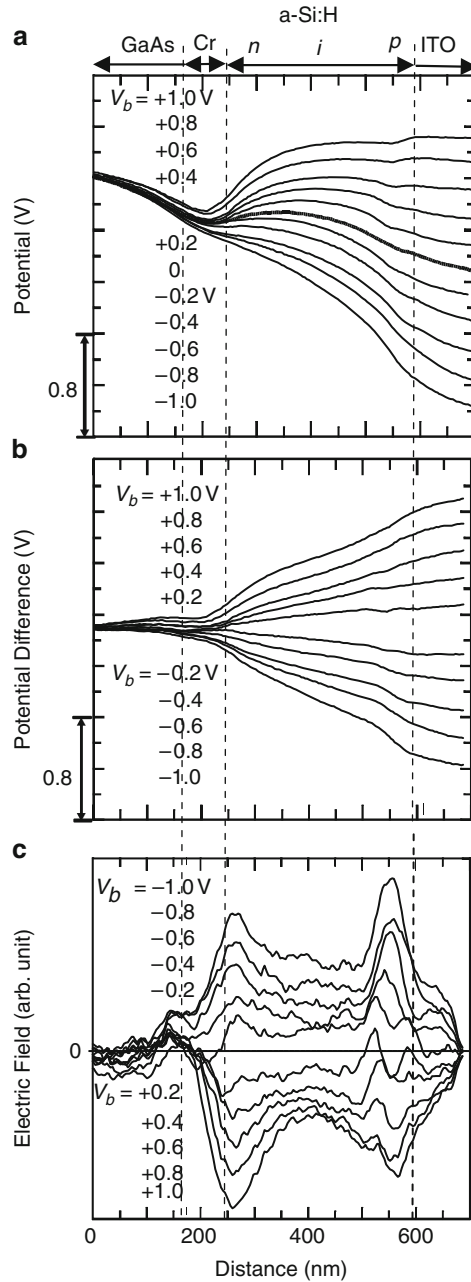 a-Si:H
a
GaAs Cr n i p ITO
V_b = +1.0 V
+0.8
+0.6
+0.4
+0.2
0
−0.2 V
−0.4
−0.6
−0.8
−1.0
Potential (V)
0.8
b
V_b = +1.0 V
+0.8
+0.6
+0.4
+0.2
V_b = −0.2 V
−0.4
−0.6
−0.8
−1.0
Potential Difference (V)
0.8
c
V_b = −1.0 V
−0.8
−0.6
−0.4
−0.2
0
V_b = +0.2
+0.4
+0.6
+0.8
+1.0
Electric Field (arb. unit)
0 200 400 600
Distance (nm)